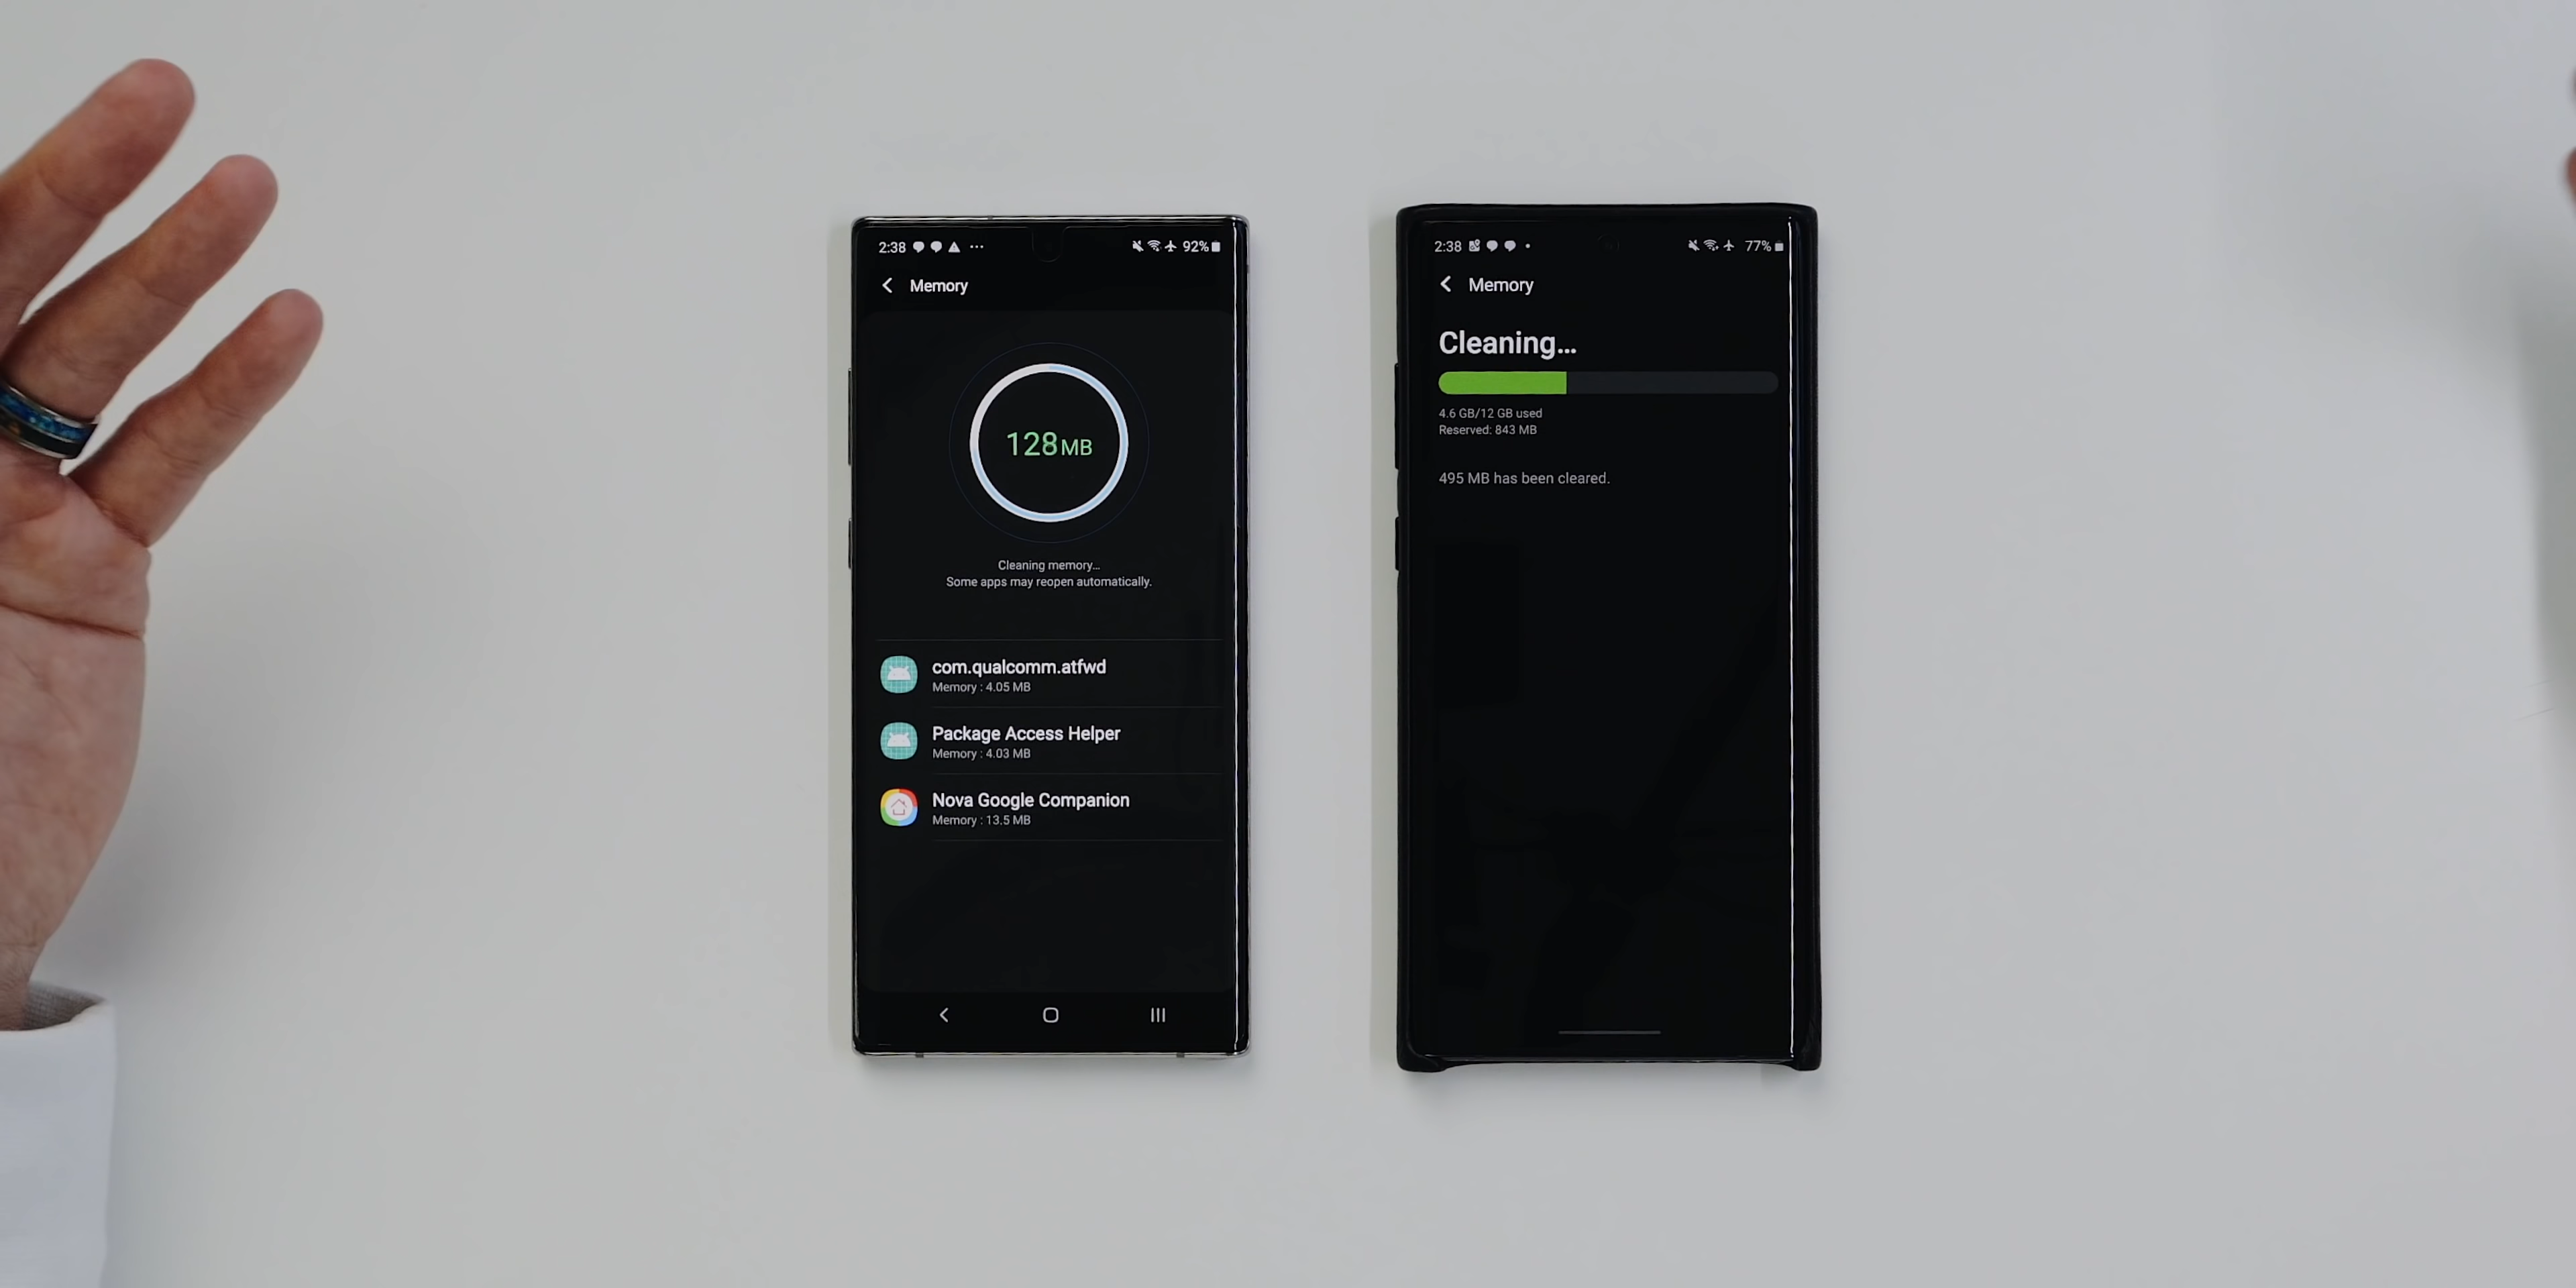 2:38
92%
Memory
128MB
Cleaning memory...
Some apps may reopen automatically.
com.qualcomm.atfwd
Memory : 4.05 MB
Package Access Helper
Memory : 4.03 MB
Nova Google Companion
Memory : 13.5 MB
2:38
77%
Memory
Cleaning...
4.6 GB/12 GB used
Reserved: 843 MB
495 MB has been cleared.